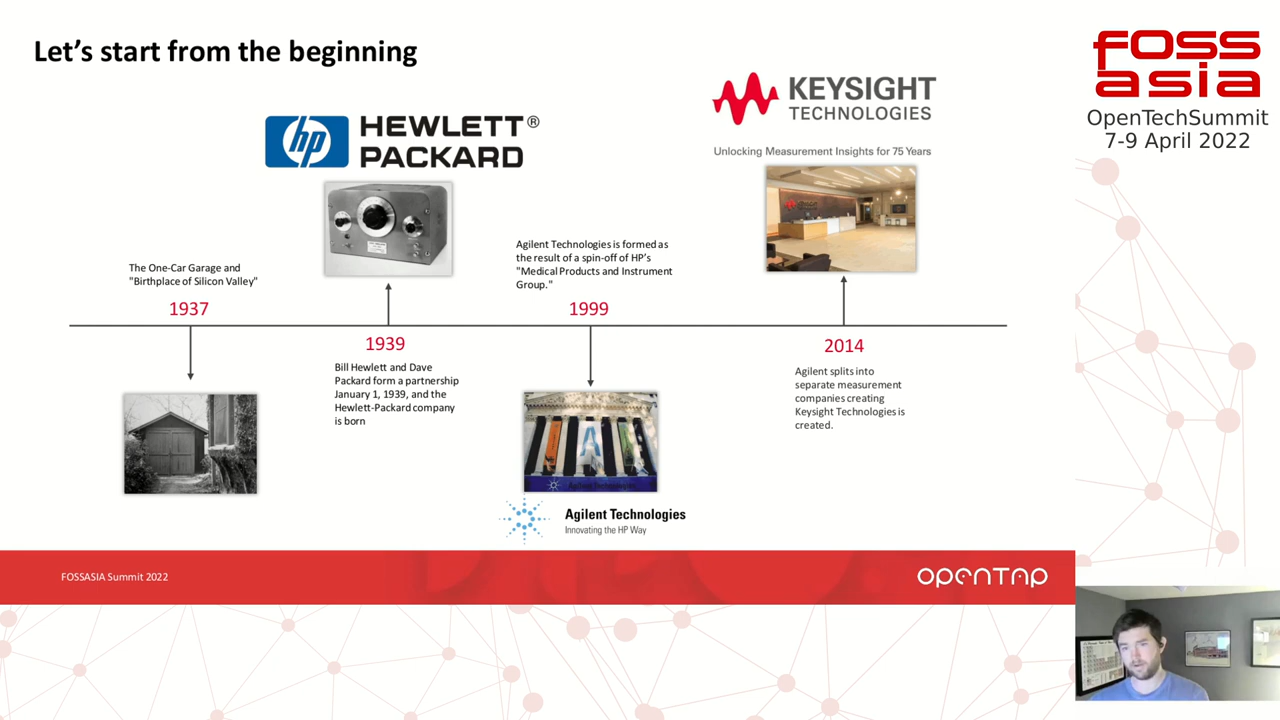 Let's start from the beginning
foss
asia
OpenTechSummit
7-9 April 2022
hp
HEWLETT®
PACKARD
KEYSIGHT
TECHNOLOGIES
Unlocking Measurement Insights for 75 Years
The One-Car Garage and
"Birthplace of Silicon Valley"
1937
1939
Bill Hewlett and Dave
Packard form a partnership
January 1, 1939, and the
Hewlett-Packard company
is born
Agilent Technologies is formed as
the result of a spin-off of HP's
"Medical Products and Instrument
Group."
1999
Agilent Technologies
Agilent Technologies
Innovating the HP Way
2014
Agilent splits into
separate measurement
companies creating
Keysight Technologies is
created.
FOSSASIA Summit 2022
OPENTAP